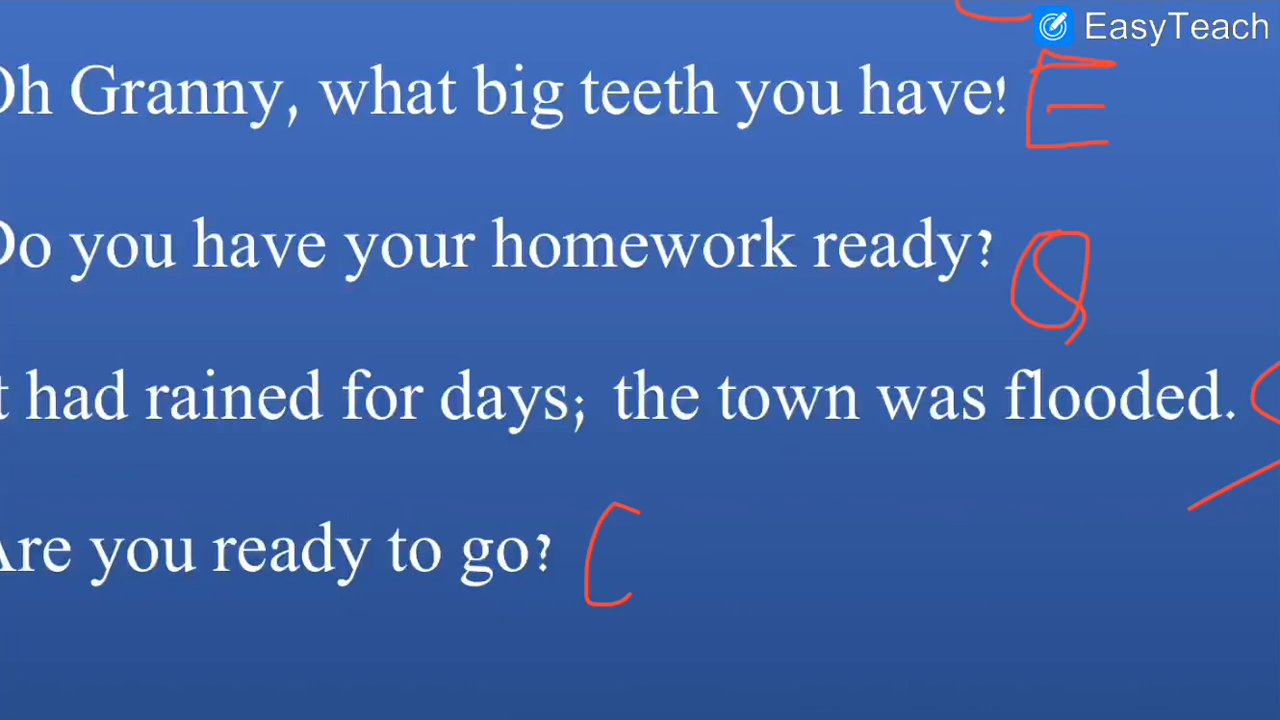 EasyTeach
Oh Granny, what big teeth you have! E
Do you have your homework ready? Q
t had rained for days; the town was flooded.
Are you ready to go?